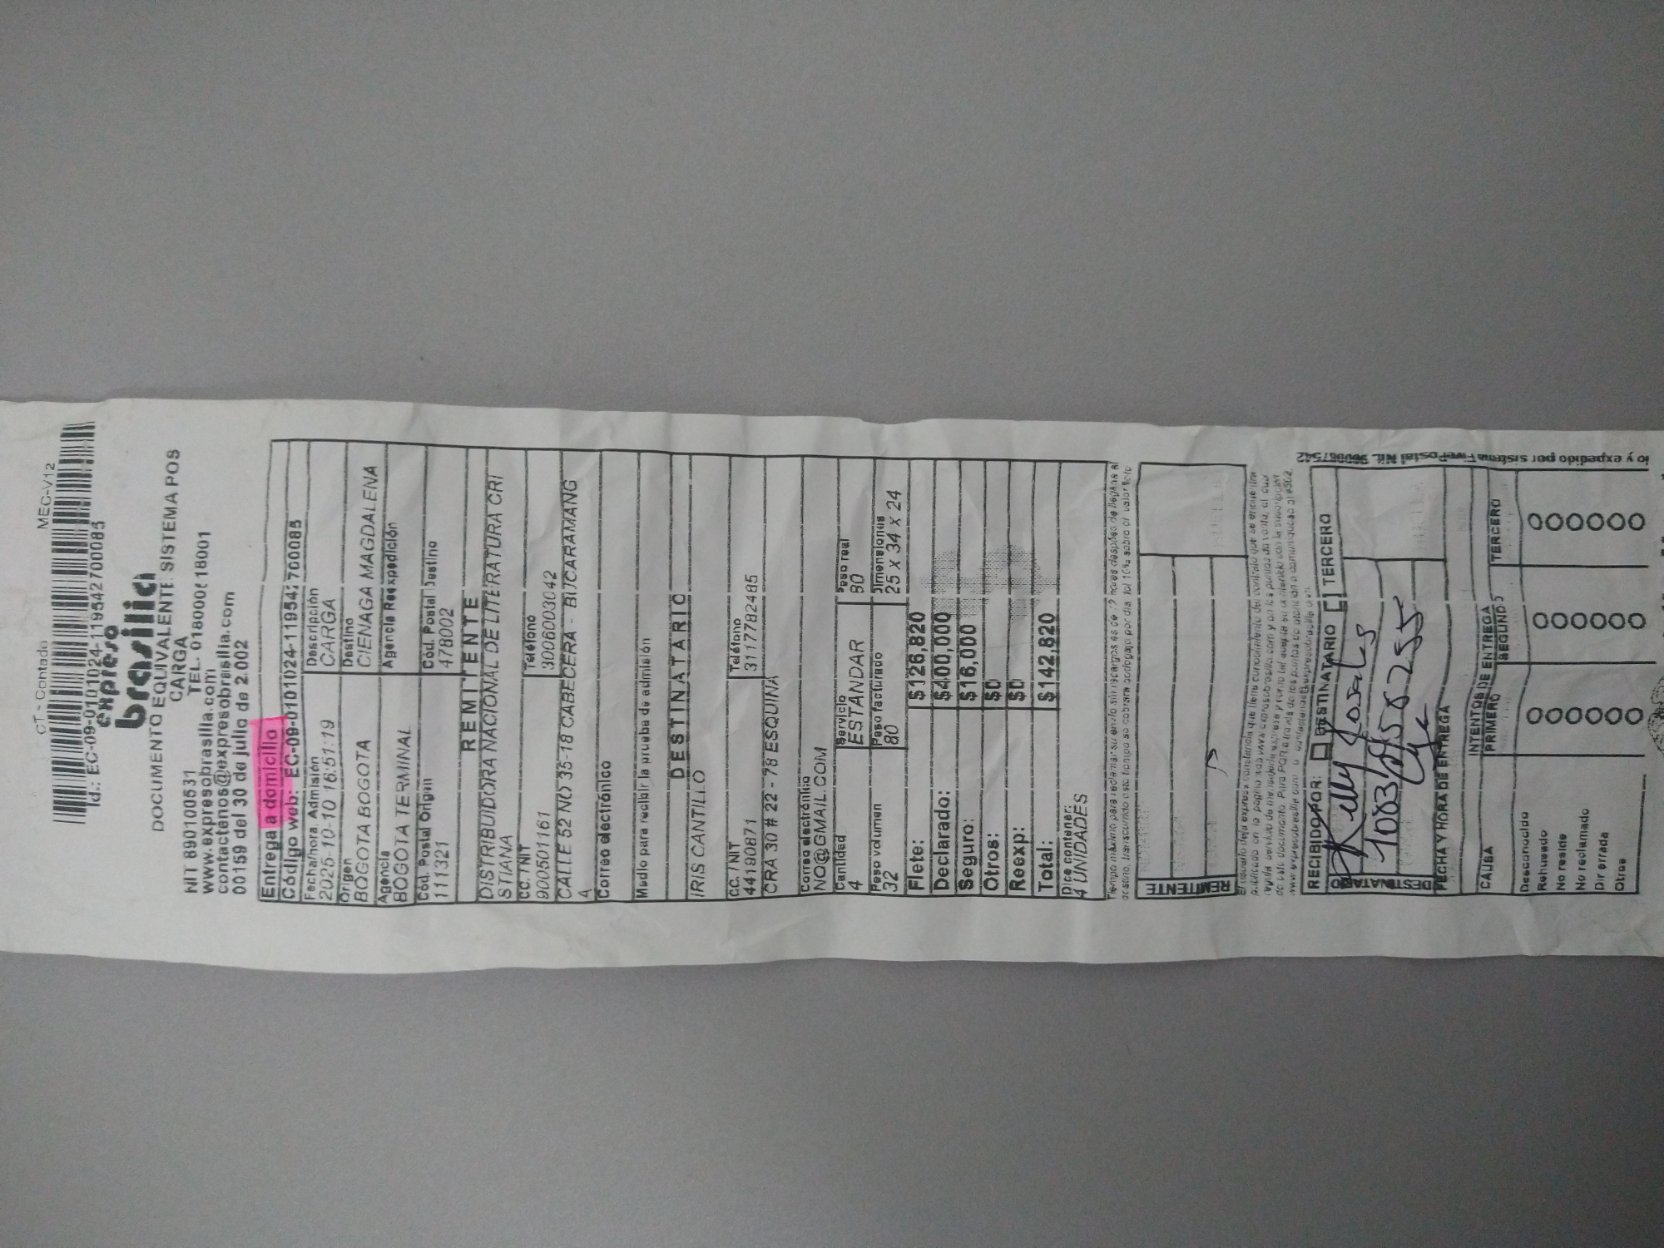 CT - Contado MEC-V12
Id.: EC-09-0101024-119542700085
expreso
brasilia
DOCUMENTO EQUIVALENTE SISTEMA POS
CARGA
NIT 890100531 TEL. 018000118001
www.expresobrasilia.com
contactenos@expresobrasilia.com
00159 del 30 de julio de 2.002
Entrega a domicilio
Código web: EC-09-0101024-119542700085
Fecha/hora Admisión Descripción
2025-10-10 16:51:19 CARGA
Origen Destino
BOGOTA BOGOTA CIENAGA MAGDALENA
Agencia Agencia Reexpedición
BOGOTA TERMINAL
Cód. Postal Origen Cód. Postal Destino
111321 478002
REMITENTE
DISTRIBUIDORA NACIONAL DE LITERATURA CRI
STIANA
CC. / NIT Teléfono
900501161 3006003042
CALLE 52 NO 35-18 CABECERA - BUCARAMANG
A
Correo electrónico
Medio para recibir la prueba de admisión
DESTINATARIO
IRIS CANTILLO
CC. / NIT Teléfono
44190871 3117782485
CRA 30 # 22 - 78 ESQUINA
Correo electrónico
NO@GMAIL.COM
Cantidad Servicio Peso real
4 ESTANDAR 80
Peso volumen Peso facturado Dimensiones
32 80 25 X 34 X 24
Flete: $126,820
Declarado: $400,000
Seguro: $16,000
Otros: $0
Reexp: $0
Total: $142,820
Dice contener:
4 UNIDADES
REMITENTE
RECIBIDO POR: DESTINATARIO TERCERO
DESTINATARIO
Kelly
FECHA Y HORA DE ENTREGA
INTENTOS DE ENTREGA
CAUSA PRIMERO SEGUNDO TERCERO
Desconocido
Rehusado
No reside
No reclamado
Dir errada
Otros
io y expedido por sistema FivePostal Nit. 900087542